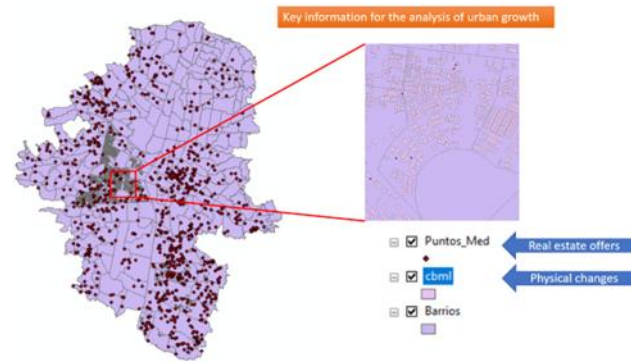 Key information for the analysis of urban growth
Puntos_Med
Real estate offers
cbml
Physical changes
Barrios